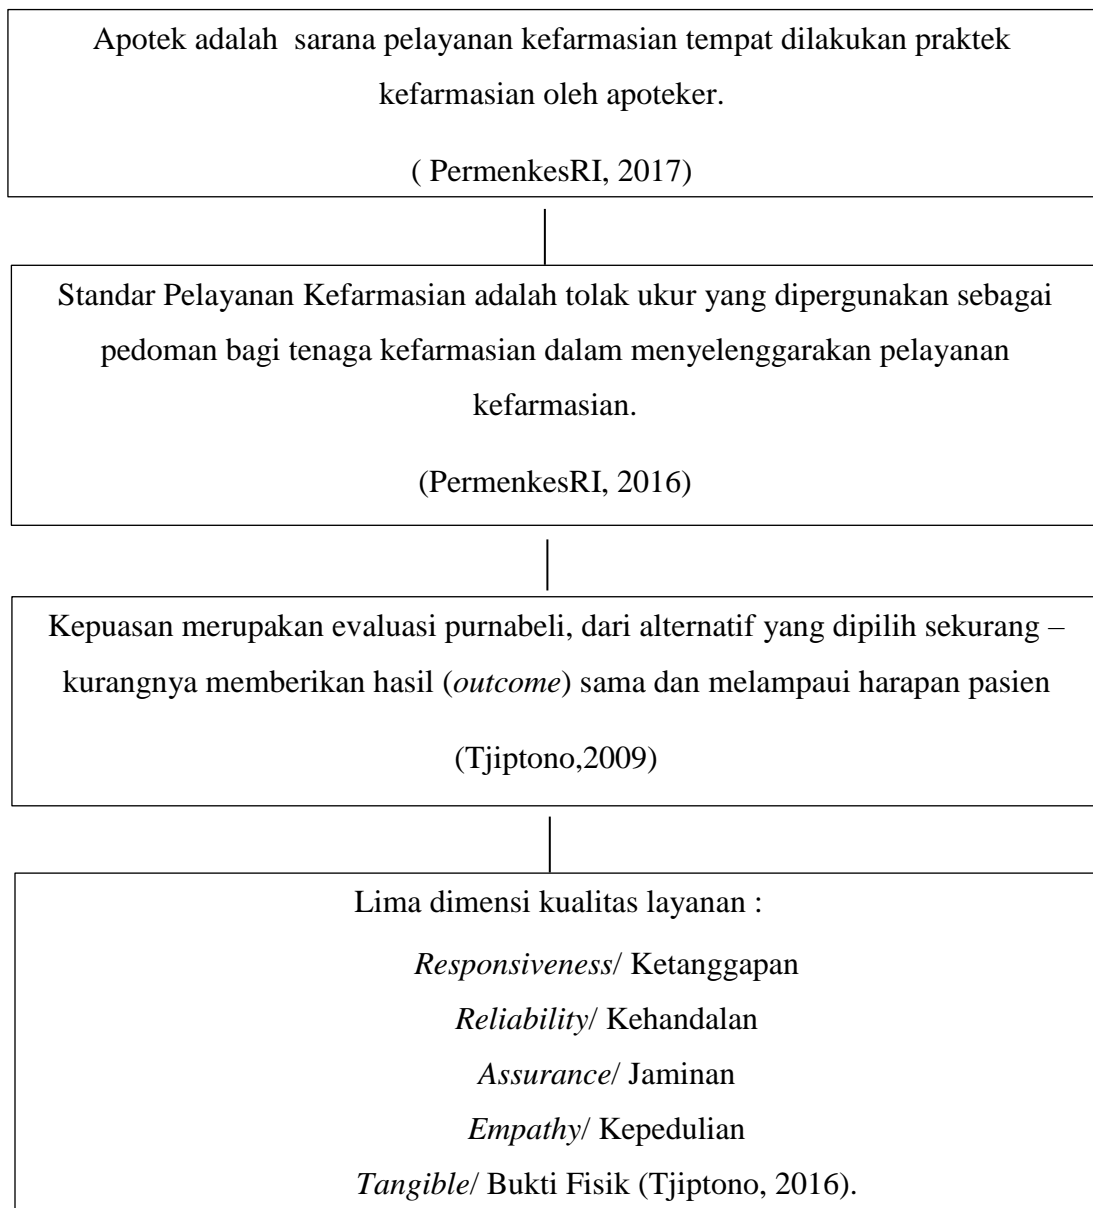 Apotek adalah  sarana pelayanan kefarmasian tempat dilakukan praktek
kefarmasian oleh apoteker.
( PermenkesRI, 2017)
Standar Pelayanan Kefarmasian adalah tolak ukur yang dipergunakan sebagai
pedoman bagi tenaga kefarmasian dalam menyelenggarakan pelayanan
kefarmasian.
(PermenkesRI, 2016)
Kepuasan merupakan evaluasi purnabeli, dari alternatif yang dipilih sekurang –
kurangnya memberikan hasil (outcome) sama dan melampaui harapan pasien
(Tjiptono,2009)
Lima dimensi kualitas layanan :
Responsiveness/ Ketanggapan
Reliability/ Kehandalan
Assurance/ Jaminan
Empathy/ Kepedulian
Tangible/ Bukti Fisik (Tjiptono, 2016).